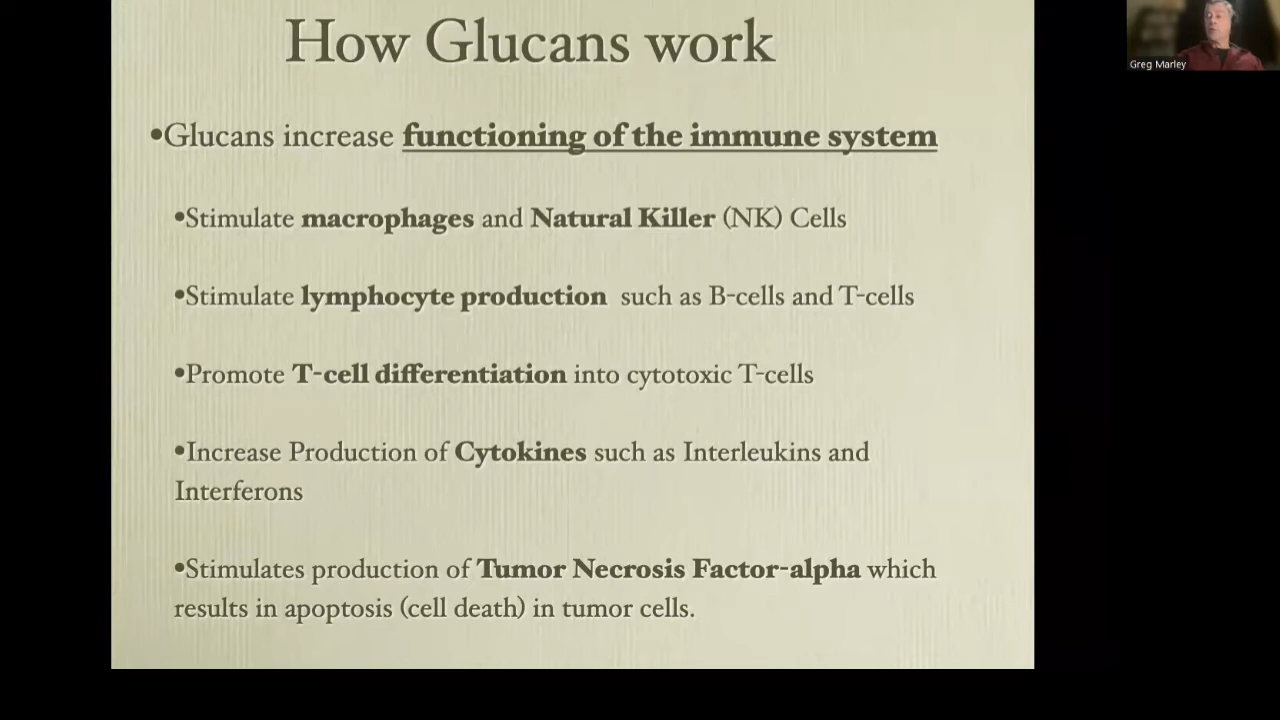 How Glucans work
Greg Marley
•Glucans increase functioning of the immune system
•Stimulate macrophages and Natural Killer (NK) Cells
•Stimulate lymphocyte production such as B-cells and T-cells
•Promote T-cell differentiation into cytotoxic T-cells
•Increase Production of Cytokines such as Interleukins and
Interferons
•Stimulates production of Tumor Necrosis Factor-alpha which
results in apoptosis (cell death) in tumor cells.